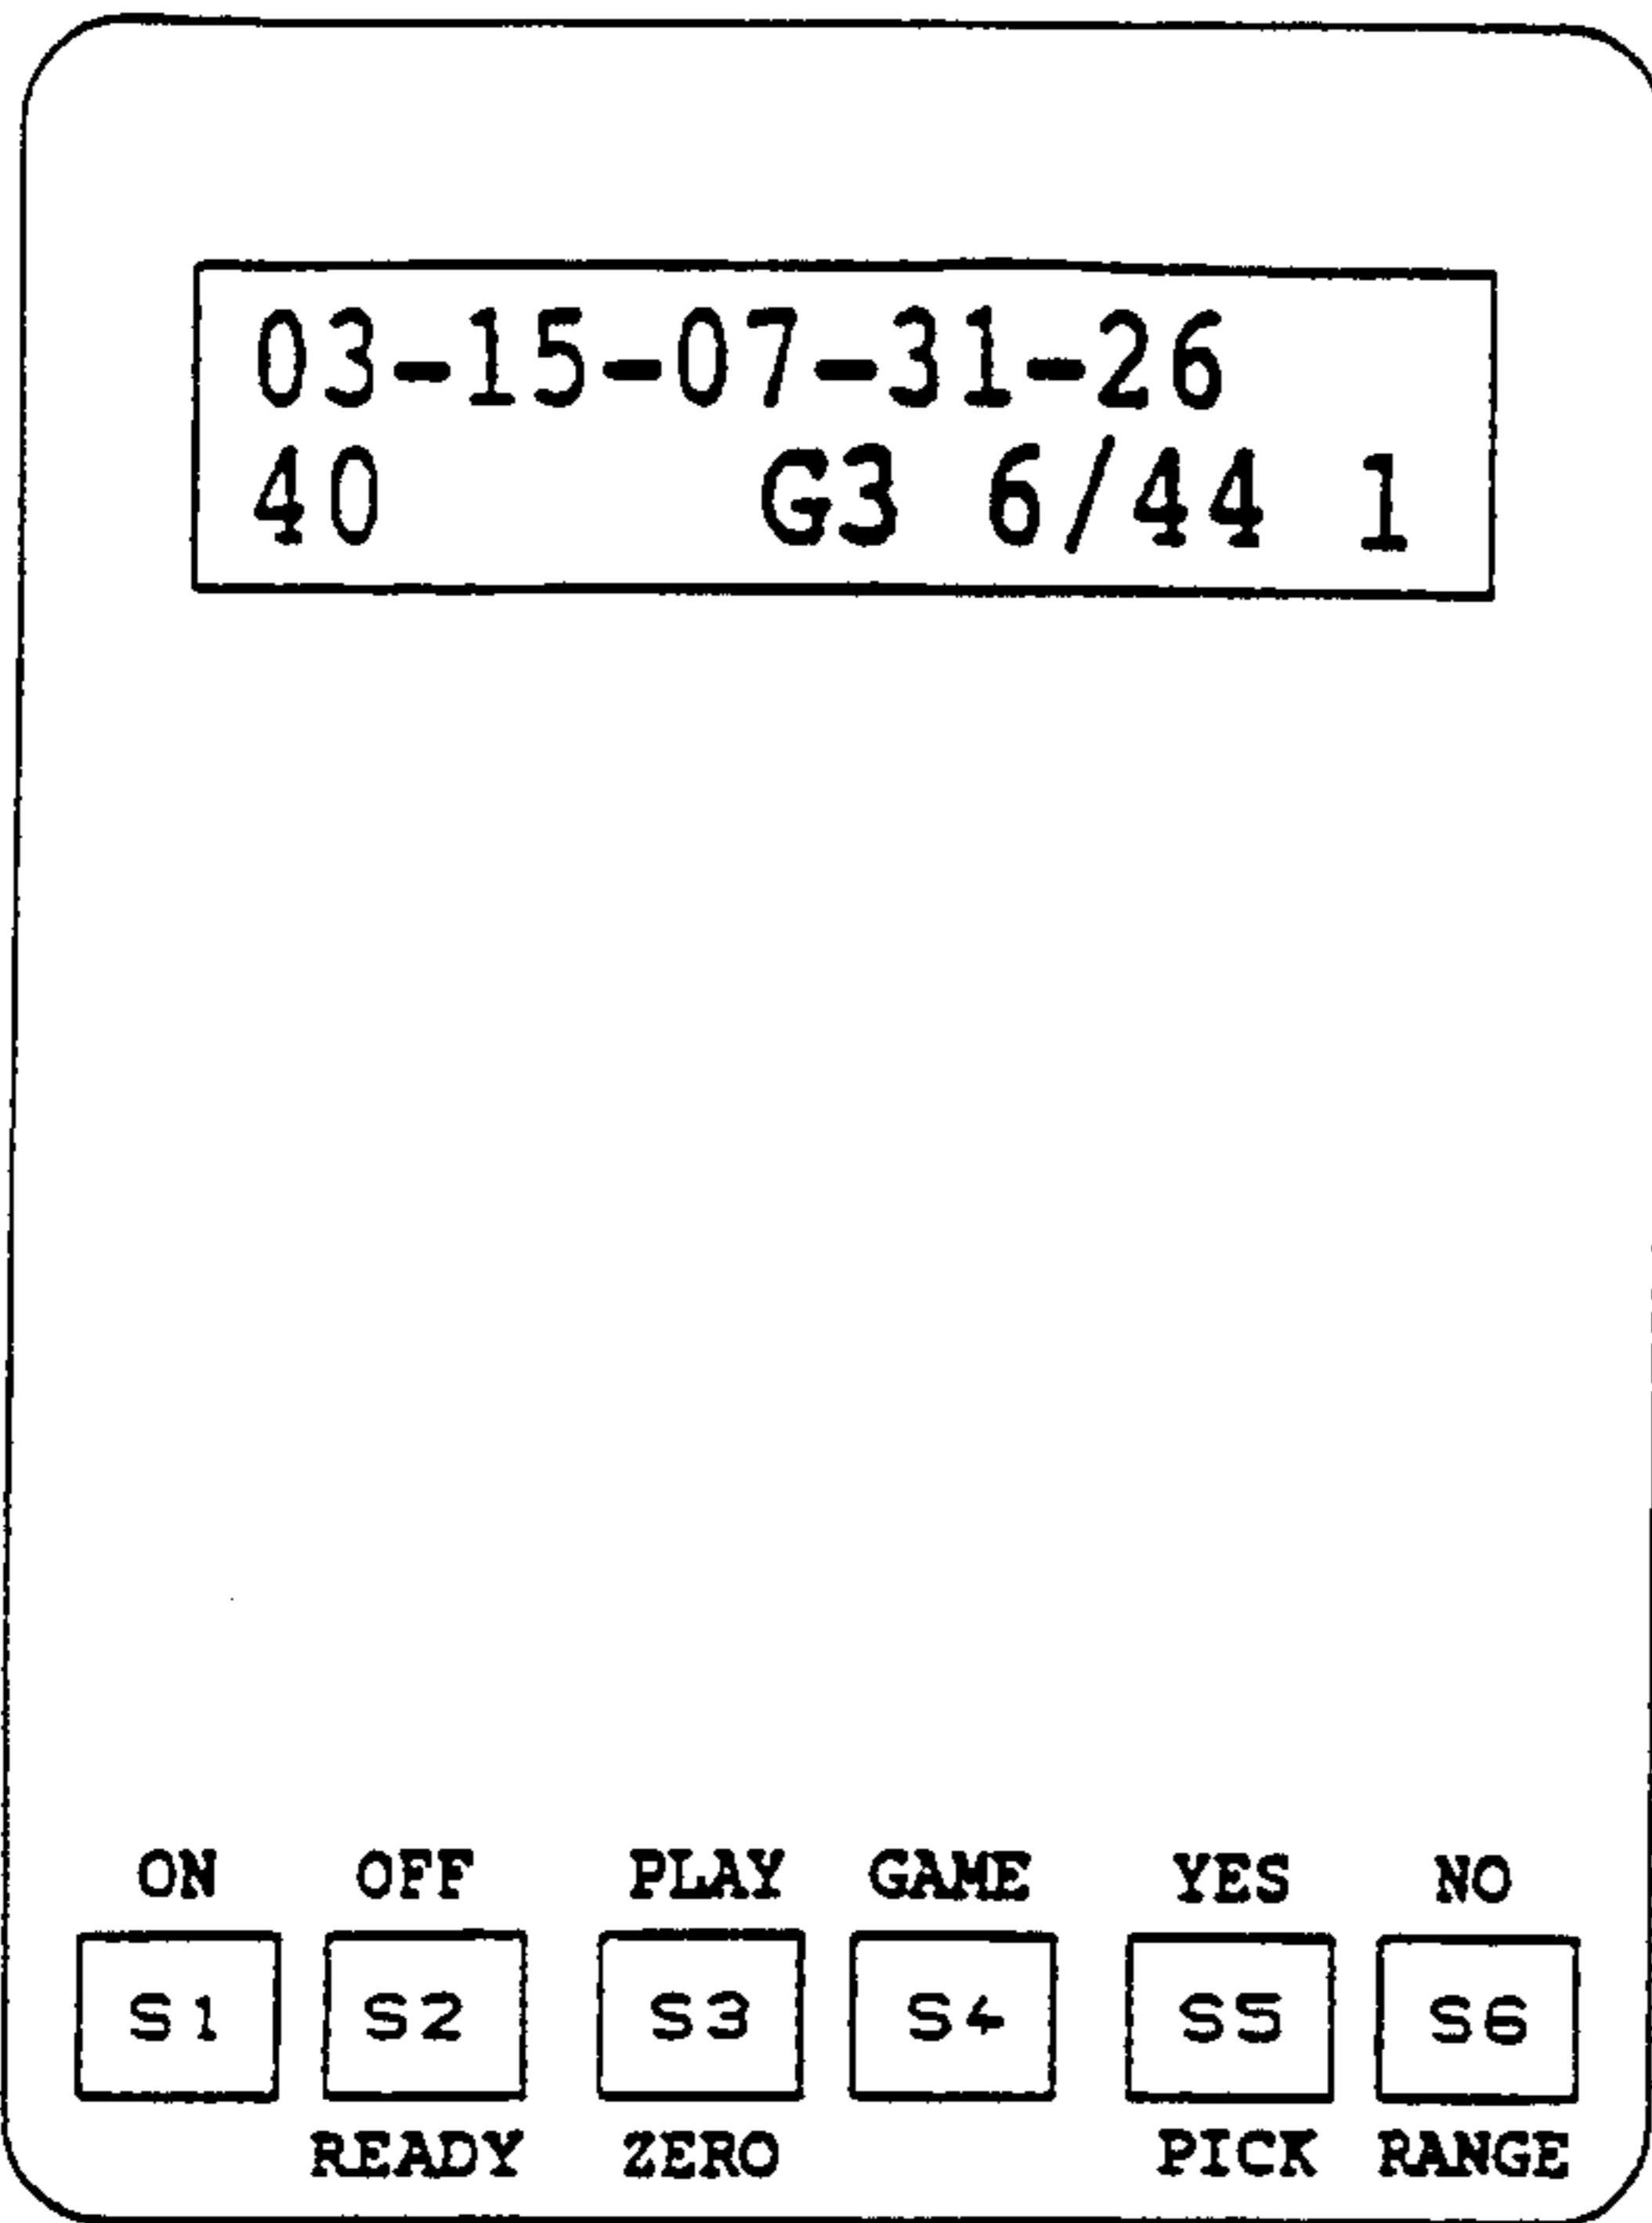 03-15-07-31-26
40 G3 6/44 1
ON OFF PLAY GAME YES NO
S1 S2 S3 S4 S5 S6
READY ZERO PICK RANGE